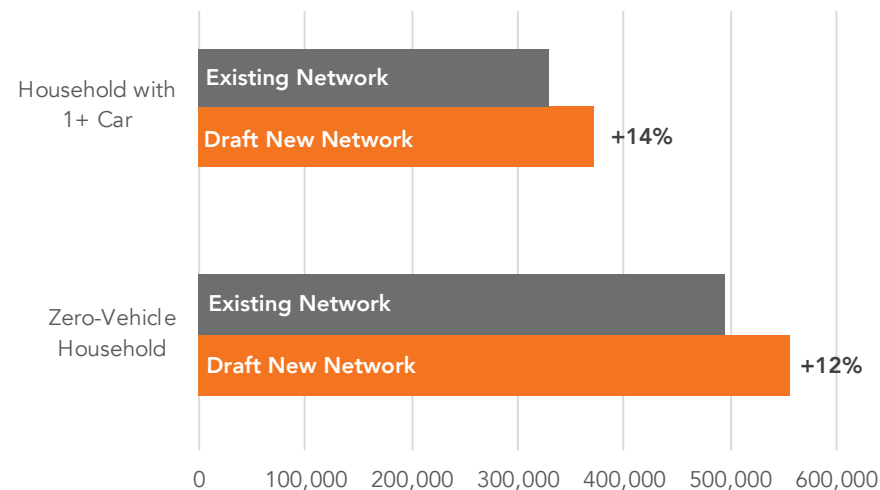 Household with
1+ Car
Existing Network
Draft New Network
+14%
Zero-Vehicle
Household
Existing Network
Draft New Network
+12%
0 100,000 200,000 300,000 400,000 500,000 600,000